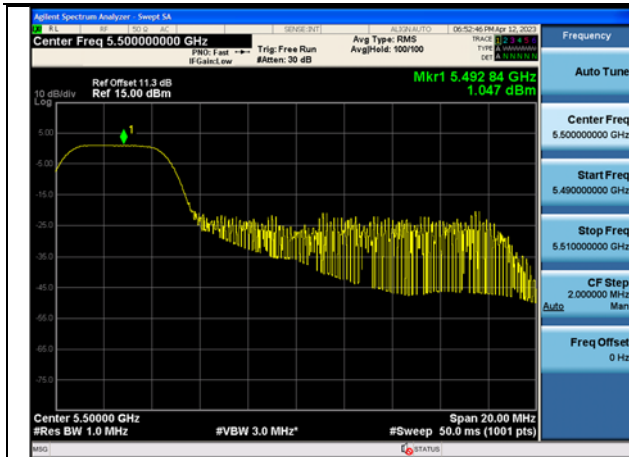 Agilent Spectrum Analyzer - Swept SA
RL RF 50 Ω AC SENSE:INT ALIGN AUTO 06:52:46 PM Apr 12, 2023
Center Freq 5.500000000 GHz
PNO: Fast Trig: Free Run Avg Type: RMS TRACE 1 2 3 4 5 6
IFGain:Low #Atten: 30 dB Avg|Hold: 100/100 TYPE A WWWWW
DET A N N N N N
Frequency
Ref Offset 11.3 dB
10 dB/div Ref 15.00 dBm
Mkr1 5.492 84 GHz
1.047 dBm
Log
1
5.00
-5.00
-15.0
-25.0
-35.0
-45.0
-55.0
-65.0
-75.0
Center 5.50000 GHz Span 20.00 MHz
#Res BW 1.0 MHz #VBW 3.0 MHz* #Sweep 50.0 ms (1001 pts)
MSG STATUS
Auto Tune
Center Freq
5.500000000 GHz
Start Freq
5.490000000 GHz
Stop Freq
5.510000000 GHz
CF Step
2.000000 MHz
Auto Man
Freq Offset
0 Hz